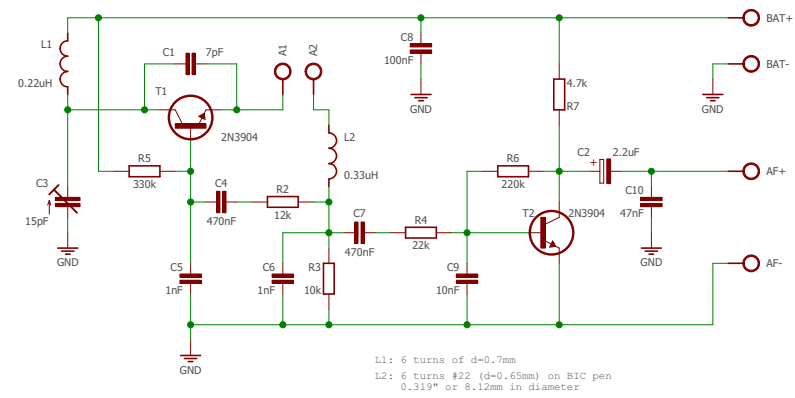 BAT+
L1
C1
7pF
A1
A2
C8
100nF
BAT-
0.22uH
T1
GND
4.7k
R7
GND
2N3904
L2
C2
2.2uF
R5
330k
0.33uH
R6
220k
AF+
C3
15pF
C4
470nF
R2
12k
C7
470nF
R4
22k
T2
2N3904
C10
47nF
GND
GND
C5
1nF
C6
1nF
R3
10k
C9
10nF
AF-
GND
L1: 6 turns of d=0.7mm
L2: 6 turns #22 (d=0.65mm) on BIC pen
0.319" or 8.12mm in diameter